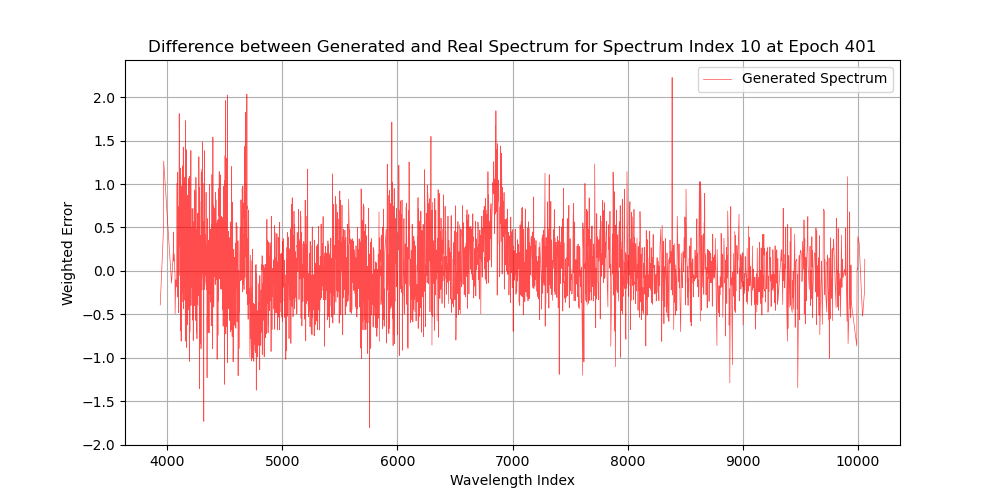 Difference between Generated and Real Spectrum for Spectrum Index 10 at Epoch 401
Generated Spectrum
Weighted Error
2.0
1.5
1.0
0.5
0.0
−0.5
−1.0
−1.5
−2.0
4000 5000 6000 7000 8000 9000 10000
Wavelength Index